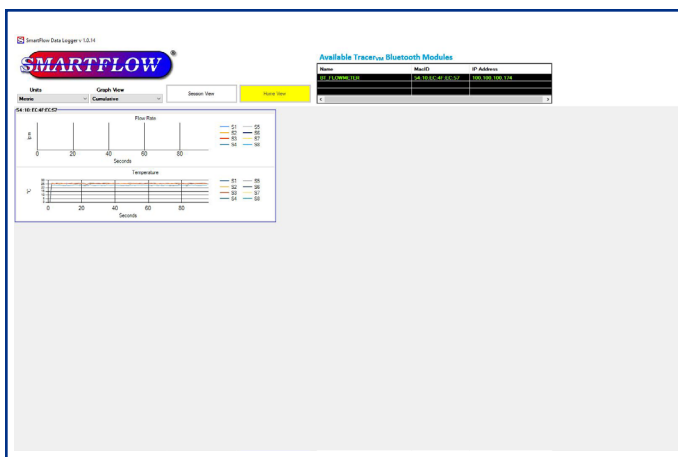 SmartFlow Data Logger v 1.0.14
SMARTFLOW®
Available TracerVM Bluetooth Modules
Name MacID IP Address
BT_FLOWMETER 54:10:EC:4F:EC:57 100.100.100.174
Units Graph View
Metric Cumulative
Session View
Home View
54:10:EC:4F:EC:57
Flow Rate
lpm
S1 S5
S2 S6
S3 S7
S4 S8
0 20 40 60 80
Seconds
Temperature
°C
S1 S5
S2 S6
S3 S7
S4 S8
0 20 40 60 80
Seconds